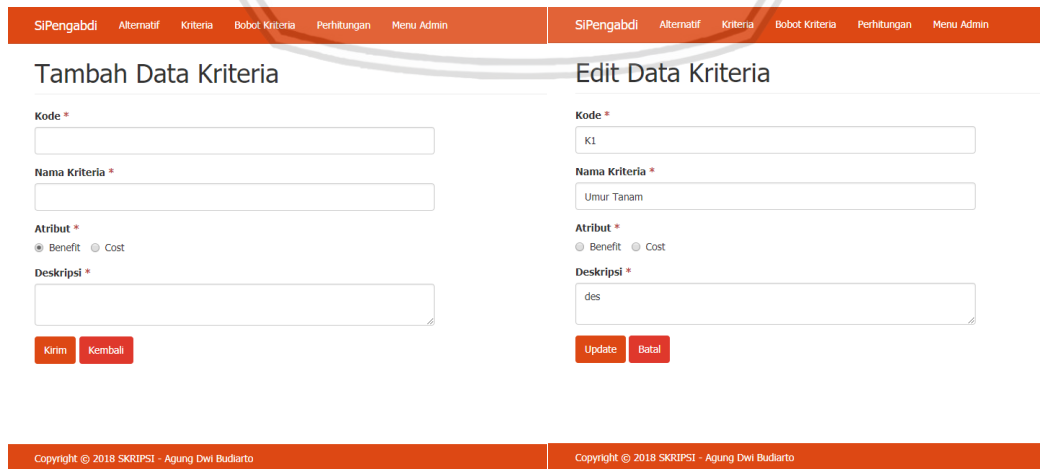 SiPengabdi Alternatif Kriteria Bobot Kriteria Perhitungan Menu Admin
Tambah Data Kriteria
Kode *
Nama Kriteria *
Atribut *
Benefit Cost
Deskripsi *
Kirim Kembali
Copyright © 2018 SKRIPSI - Agung Dwi Budiarto
SiPengabdi Alternatif Kriteria Bobot Kriteria Perhitungan Menu Admin
Edit Data Kriteria
Kode *
K1
Nama Kriteria *
Umur Tanam
Atribut *
Benefit Cost
Deskripsi *
des
Update Batal
Copyright © 2018 SKRIPSI - Agung Dwi Budiarto